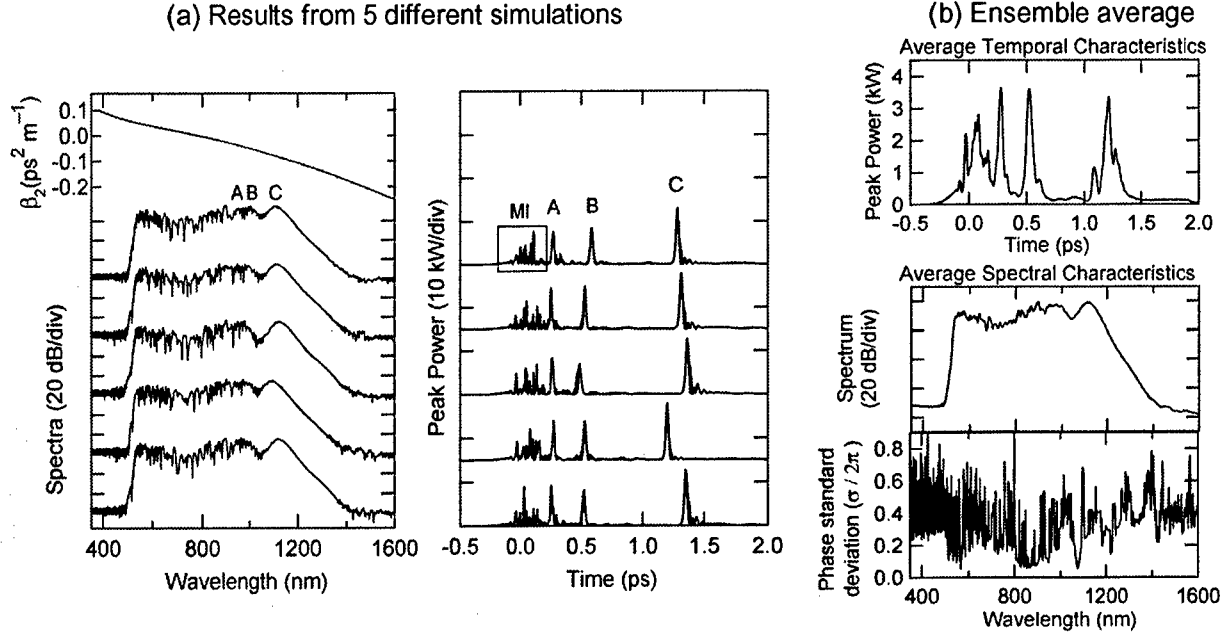 (a) Results from 5 different simulations
(b) Ensemble average
0.1
0.0
-0.1
-0.2
β2(ps2 m−1)
A B C
Spectra (20 dB/div)
400 800 1200 1600
Wavelength (nm)
MI A B C
Peak Power (10 kW/div)
-0.5 0.0 0.5 1.0 1.5 2.0
Time (ps)
Average Temporal Characteristics
4
3
2
1
0
Peak Power (kW)
-0.5 0.0 0.5 1.0 1.5 2.0
Time (ps)
Average Spectral Characteristics
Spectrum
(20 dB/div)
0.8
0.6
0.4
0.2
0.0
Phase standard
deviation (σ / 2π)
400 800 1200 1600
Wavelength (nm)